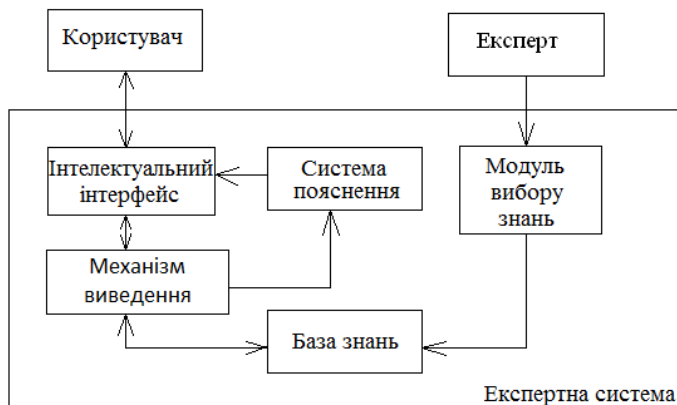 Користувач
Експерт
Інтелектуальний
інтерфейс
Система
пояснення
Модуль
вибору
знань
Механізм
виведення
База знань
Експертна система